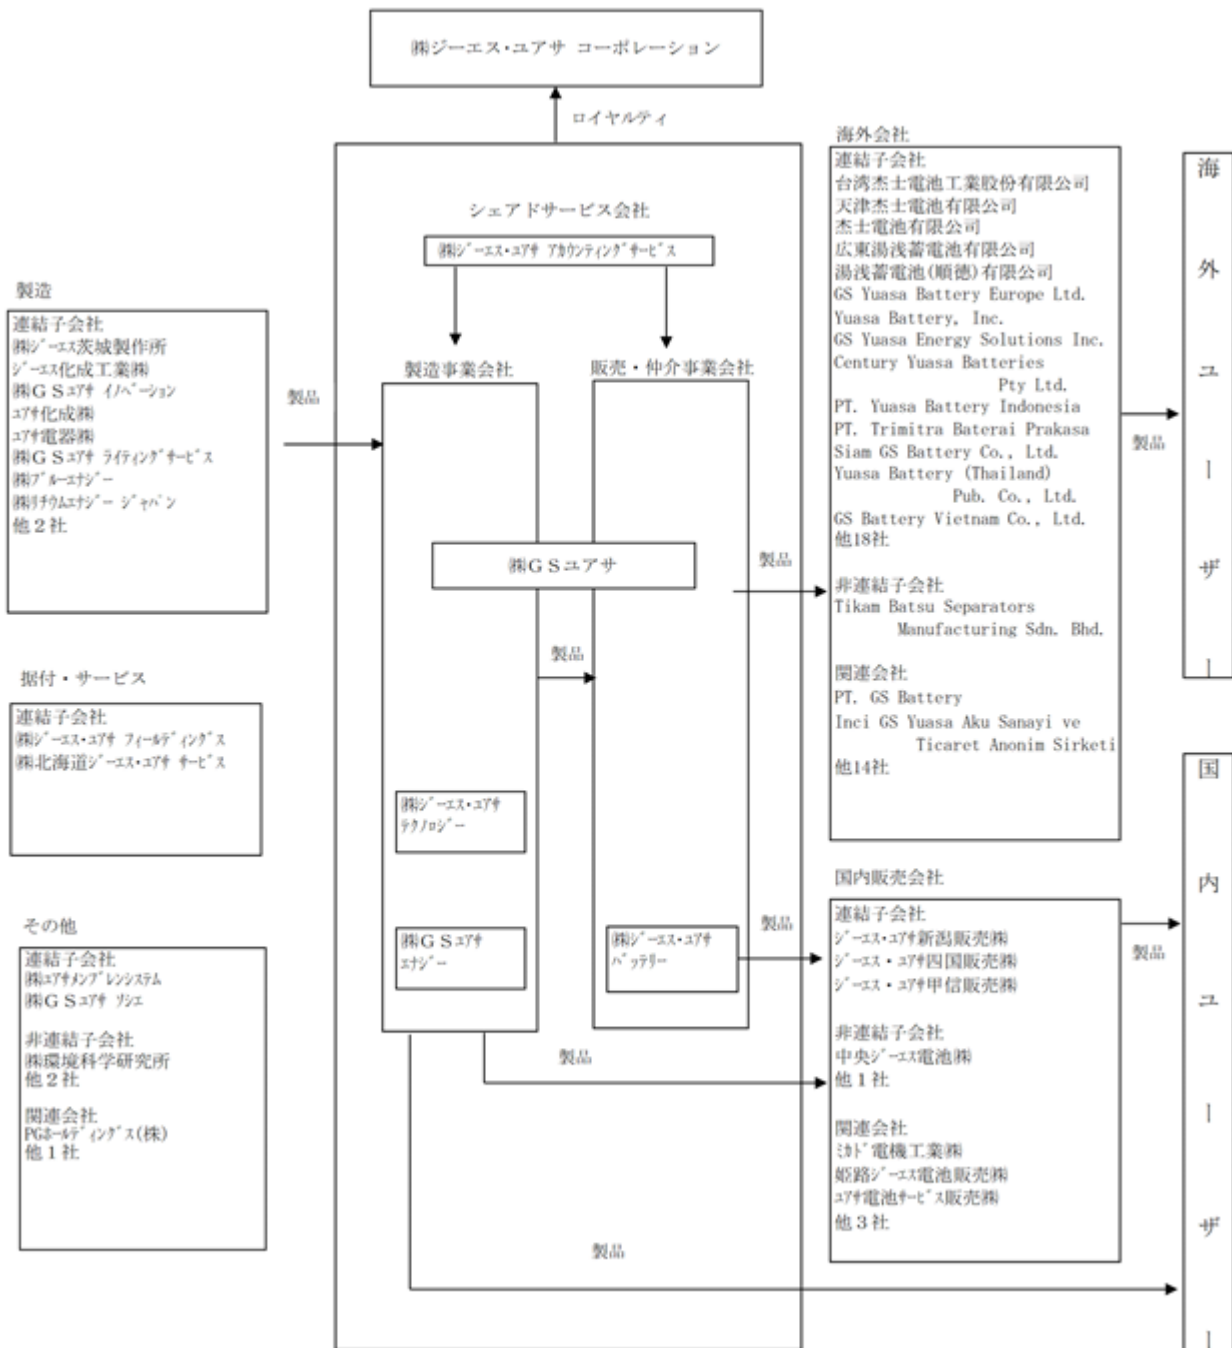 ㈱ジーエス・ユアサ コーポレーション
ロイヤルティ
シェアドサービス会社
㈱ジーエス・ユアサ アカウンティングサービス
製造
連結子会社
㈱ジーエス茨城製作所
ジーエス化成工業㈱
㈱ＧＳユアサ イノベーション
ユアサ化成㈱
ユアサ電器㈱
㈱ＧＳユアサ ライティングサービス
㈱ブルーエナジー
㈱リチウムエナジー ジャパン
他２社
製品
据付・サービス
連結子会社
㈱ジーエス・ユアサ フィールディングス
㈱北海道ジーエス・ユアサ サービス
その他
連結子会社
㈱ユアサメンブレンシステム
㈱ＧＳユアサ ソシエ
非連結子会社
㈱環境科学研究所
他２社
関連会社
PGホールディングス(株)
他１社
製造事業会社
販売・仲介事業会社
㈱ＧＳユアサ
製品
㈱ジーエス・ユアサ
テクノロジー
㈱ＧＳユアサ
エナジー
㈱ジーエス・ユアサ
バッテリー
製品
製品
製品
製品
海外会社
連結子会社
台湾杰士電池工業股份有限公司
天津杰士電池有限公司
杰士電池有限公司
広東湯浅蓄電池有限公司
湯浅蓄電池(順徳)有限公司
GS Yuasa Battery Europe Ltd.
Yuasa Battery, Inc.
GS Yuasa Energy Solutions Inc.
Century Yuasa Batteries
Pty Ltd.
PT. Yuasa Battery Indonesia
PT. Trimitra Baterai Prakasa
Siam GS Battery Co., Ltd.
Yuasa Battery (Thailand)
Pub. Co., Ltd.
GS Battery Vietnam Co., Ltd.
他18社
非連結子会社
Tikam Batsu Separators
Manufacturing Sdn. Bhd.
関連会社
PT. GS Battery
Inci GS Yuasa Aku Sanayi ve
Ticaret Anonim Sirketi
他14社
製品
海外ユーザー
国内販売会社
連結子会社
ジーエス・ユアサ新潟販売㈱
ジーエス・ユアサ四国販売㈱
ジーエス・ユアサ甲信販売㈱
非連結子会社
中央ジーエス電池㈱
他１社
関連会社
ミカド電機工業㈱
姫路ジーエス電池販売㈱
ユアサ電池サービス販売㈱
他３社
製品
国内ユーザー